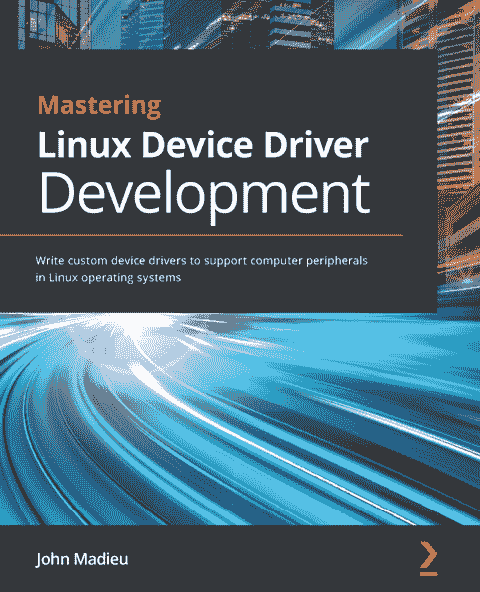 Mastering
Linux Device Driver
Development
Write custom device drivers to support computer peripherals
in Linux operating systems
John Madieu